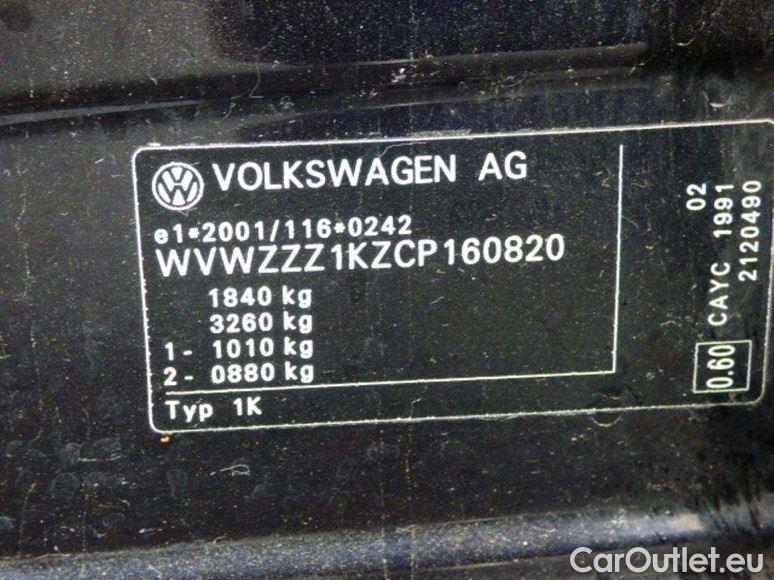 VOLKSWAGEN AG
e1*2001/116*0242
WVWZZZ1KZCP160820
1840 kg
3260 kg
1- 1010 kg
2- 0880 kg
Typ 1K
0.60 CAYC 1991 02
2120490
CarOutlet.eu